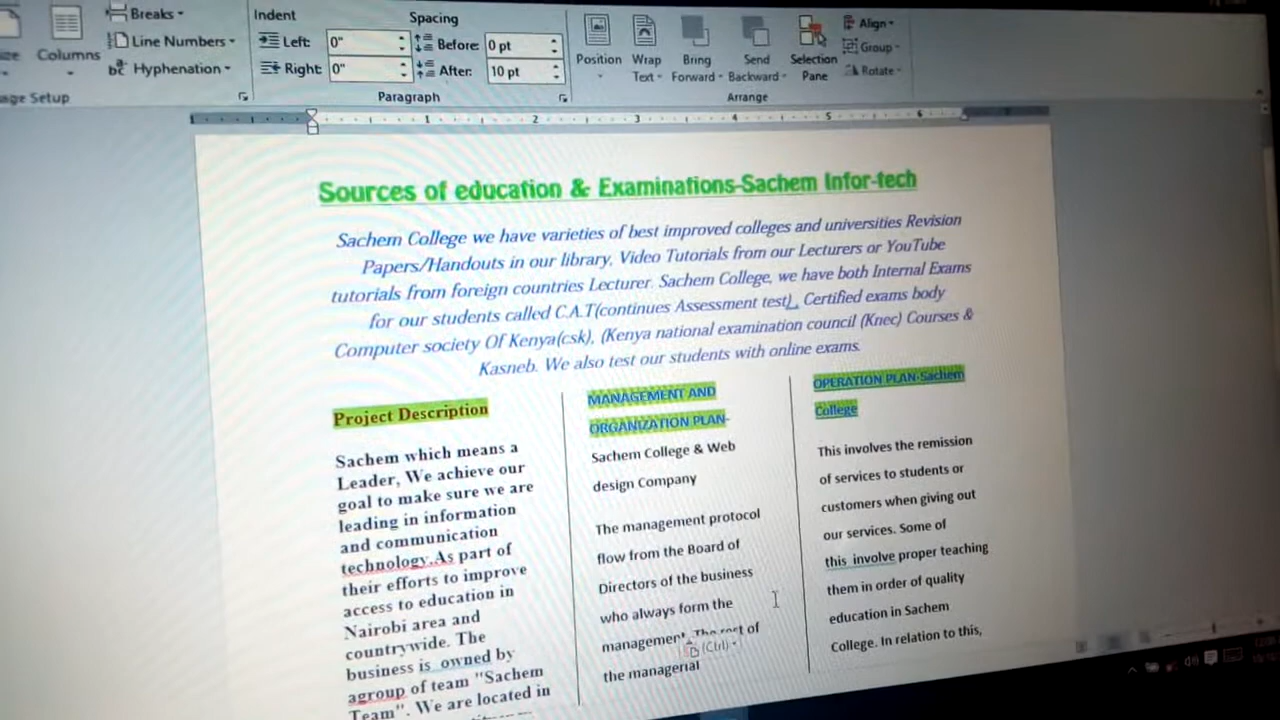 Breaks
Line Numbers
Columns
Hyphenation
Indent
Left: 0"
Right: 0"
Spacing
Before: 0 pt
After: 10 pt
Paragraph
Position
Wrap Text
Bring Forward
Send Backward
Selection Pane
Align
Group
Rotate
Arrange
Setup
1 2 3 4 5 6
Sources of education & Examinations-Sachem Infor-tech
Sachem College we have varieties of best improved colleges and universities Revision
Papers/Handouts in our library, Video Tutorials from our Lecturers or YouTube
tutorials from foreign countries Lecturer. Sachem College, we have both Internal Exams
for our students called C.A.T(continues Assessment test), Certified exams body
Computer society Of Kenya(csk), (Kenya national examination council (Knec) Courses &
Kasneb. We also test our students with online exams.
Project Description
Sachem which means a
Leader, We achieve our
goal to make sure we are
leading in information
and communication
technology.As part of
their efforts to improve
access to education in
Nairobi area and
countrywide. The
business is owned by
agroup of team "Sachem
Team". We are located in
MANAGEMENT AND
ORGANIZATION PLAN-
Sachem College & Web
design Company
The management protocol
flow from the Board of
Directors of the business
who always form the
management. The rest of
(Ctrl)
the managerial
OPERATION PLAN-Sachem
College
This involves the remission
of services to students or
customers when giving out
our services. Some of
this involve proper teaching
them in order of quality
education in Sachem
College. In relation to this,